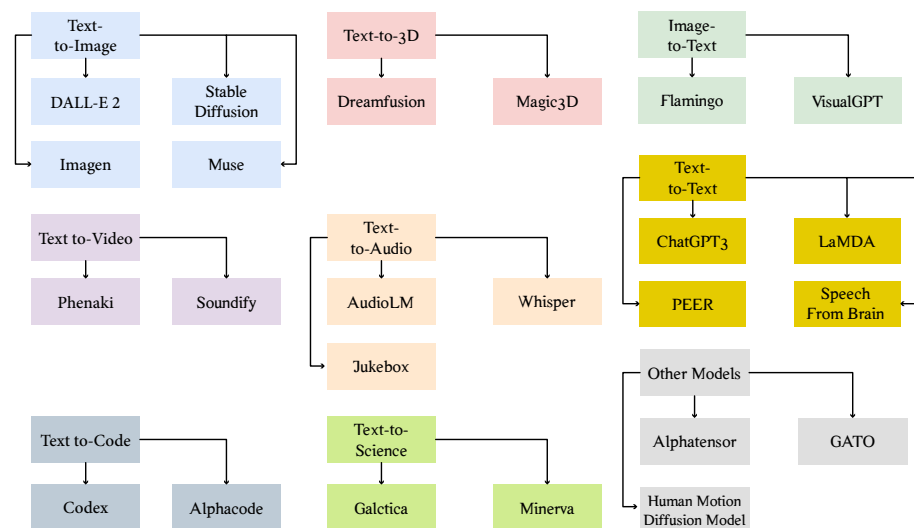 Text-
to-Image
DALL-E 2
Stable
Diffusion
Imagen
Muse
Text-to-3D
Dreamfusion
Magic3D
Image-
to-Text
Flamingo
VisualGPT
Text-
to-Text
ChatGPT3
LaMDA
PEER
Speech
From Brain
Text to-Video
Phenaki
Soundify
Text-
to-Audio
AudioLM
Whisper
Jukebox
Other Models
Alphatensor
GATO
Human Motion
Diffusion Model
Text to-Code
Codex
Alphacode
Text-to-
Science
Galctica
Minerva